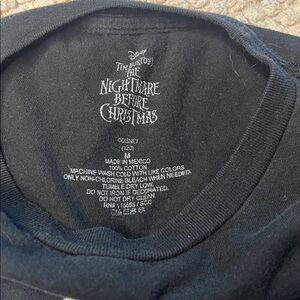 Disney
TIM BURTON'S
THE
NIGHTMARE
BEFORE
CHRISTMAS
©DISNEY
M
MADE IN MEXICO
100% COTTON
MACHINE WASH COLD WITH LIKE COLORS
ONLY NON-CHLORINE BLEACH WHEN NEEDED.
TUMBLE DRY LOW.
DO NOT IRON IF DECORATED.
DO NOT DRY CLEAN.